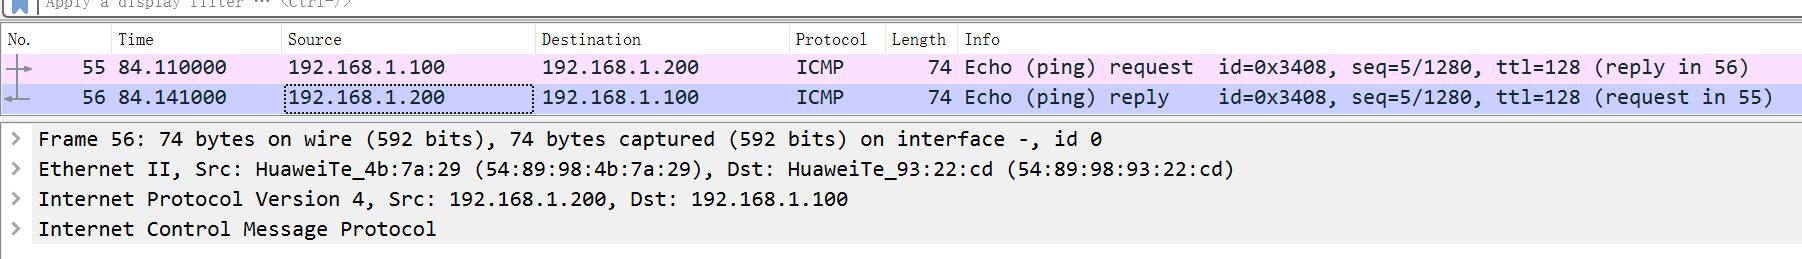 Apply a display filter … <Ctrl-/>
No. Time Source Destination Protocol Length Info
55 84.110000 192.168.1.100 192.168.1.200 ICMP 74 Echo (ping) request id=0x3408, seq=5/1280, ttl=128 (reply in 56)
56 84.141000 192.168.1.200 192.168.1.100 ICMP 74 Echo (ping) reply id=0x3408, seq=5/1280, ttl=128 (request in 55)
Frame 56: 74 bytes on wire (592 bits), 74 bytes captured (592 bits) on interface -, id 0
Ethernet II, Src: HuaweiTe_4b:7a:29 (54:89:98:4b:7a:29), Dst: HuaweiTe_93:22:cd (54:89:98:93:22:cd)
Internet Protocol Version 4, Src: 192.168.1.200, Dst: 192.168.1.100
Internet Control Message Protocol